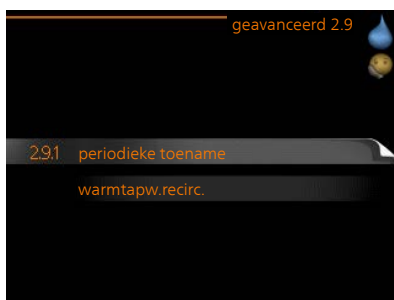 geavanceerd 2.9
2.9.1 periodieke toename
warmtapw.recirc.